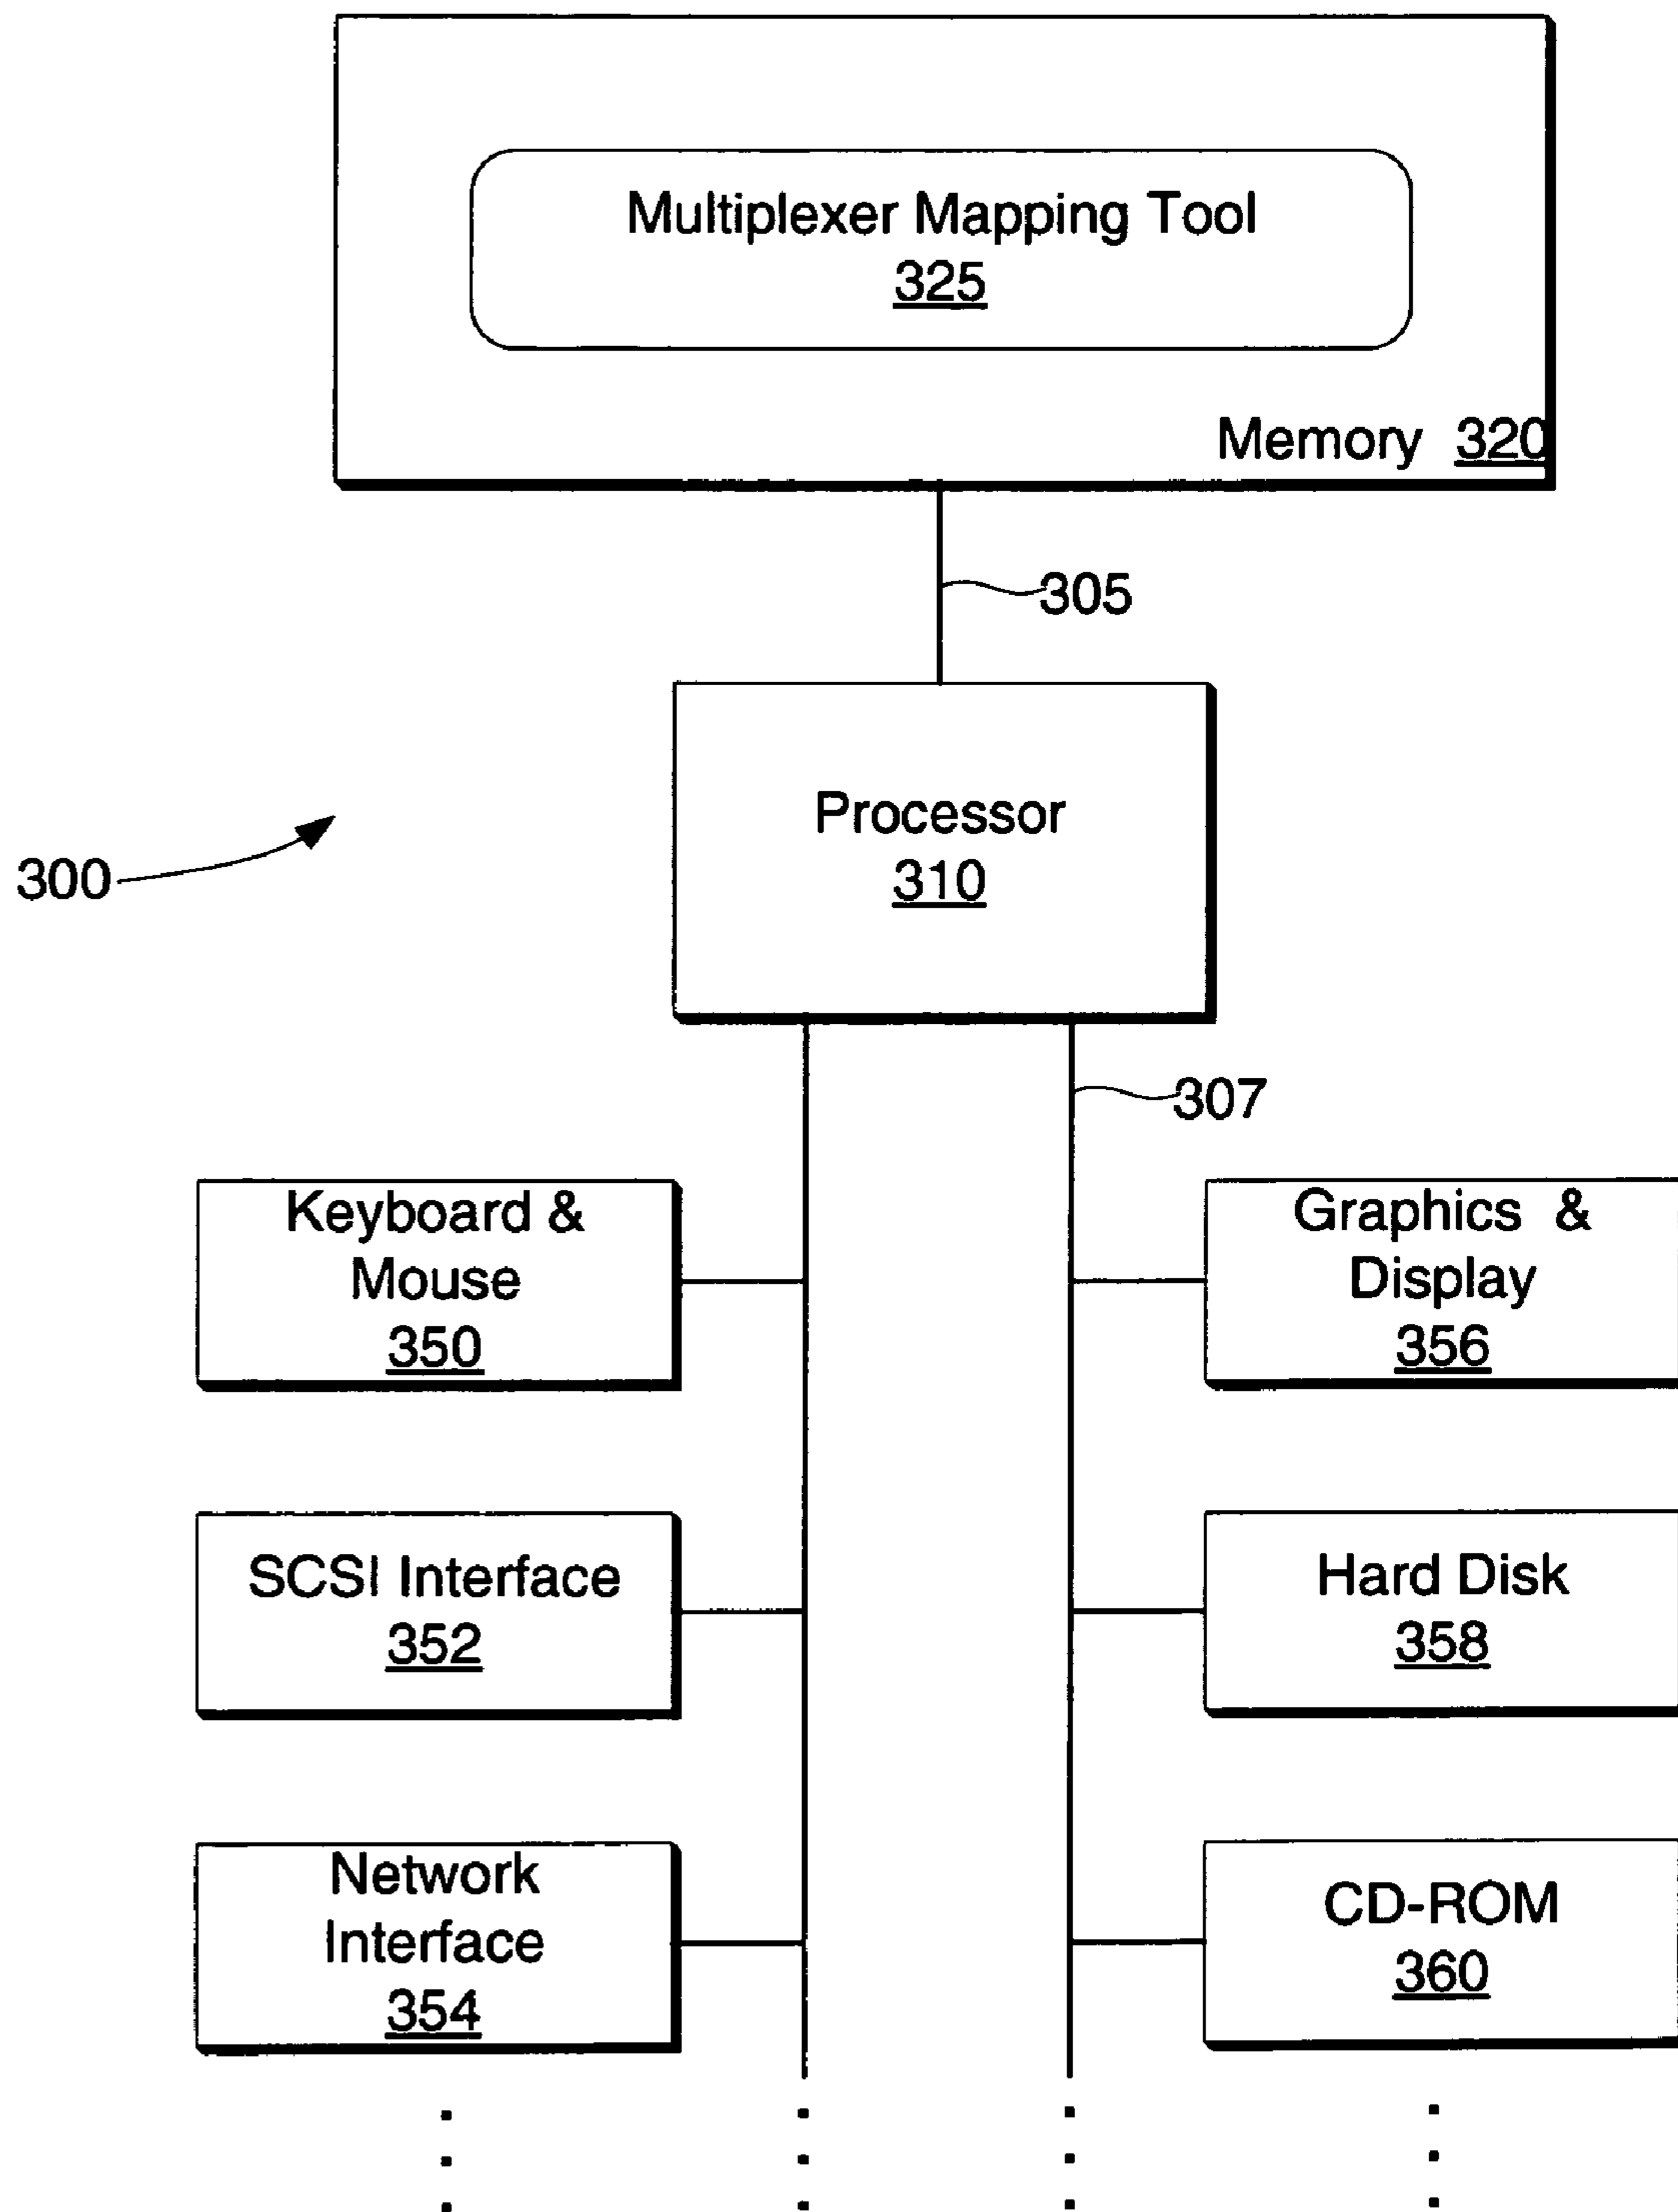 Multiplexer Mapping Tool
325
Memory 320
305
Processor
310
300
307
Keyboard &
Mouse
350
Graphics &
Display
356
SCSI Interface
352
Hard Disk
358
Network
Interface
354
CD-ROM
360